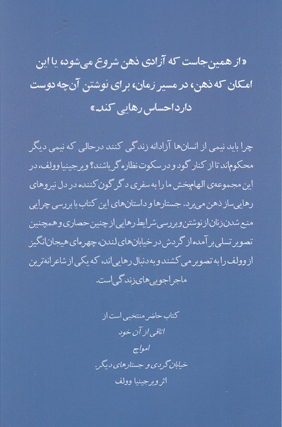 «از همین‌جاست که آزادی ذهن شروع می‌شود، با این
امکان که ذهن، در مسیر زمان، برای نوشتن آن‌چه دوست
دارد احساس رهایی کند.»
چرا باید نیمی از انسان‌ها آزادانه زندگی کنند درحالی که نیمی دیگر
محکوم‌اند تا از کنار گود و در سکوت نظاره‌گر باشند؟ ویرجینیا وولف، در
این مجموعه‌ی الهام‌بخش ما را به سفری دگرگون‌کننده در دل نیروهای
رهایی‌ساز ذهن می‌برد. جستارها و داستان‌های این کتاب با بررسی چرایی
منع شدن زنان از نوشتن و بررسی شرایط رهایی از چنین حصاری و همچنین
تصویر تسلی برآمده از گردش در خیابان‌های لندن، چهره‌ای هیجان‌انگیز
از وولف را به تصویر می‌کشند و به دنبال رهایی‌اند، که یکی از شاعرانه‌ترین
ماجراجویی‌های زندگی است.
کتاب حاضر منتخبی است از
اتاقی از آن خود
امواج
خیابان‌گردی و جستارهای دیگر.
اثر ویرجینیا وولف